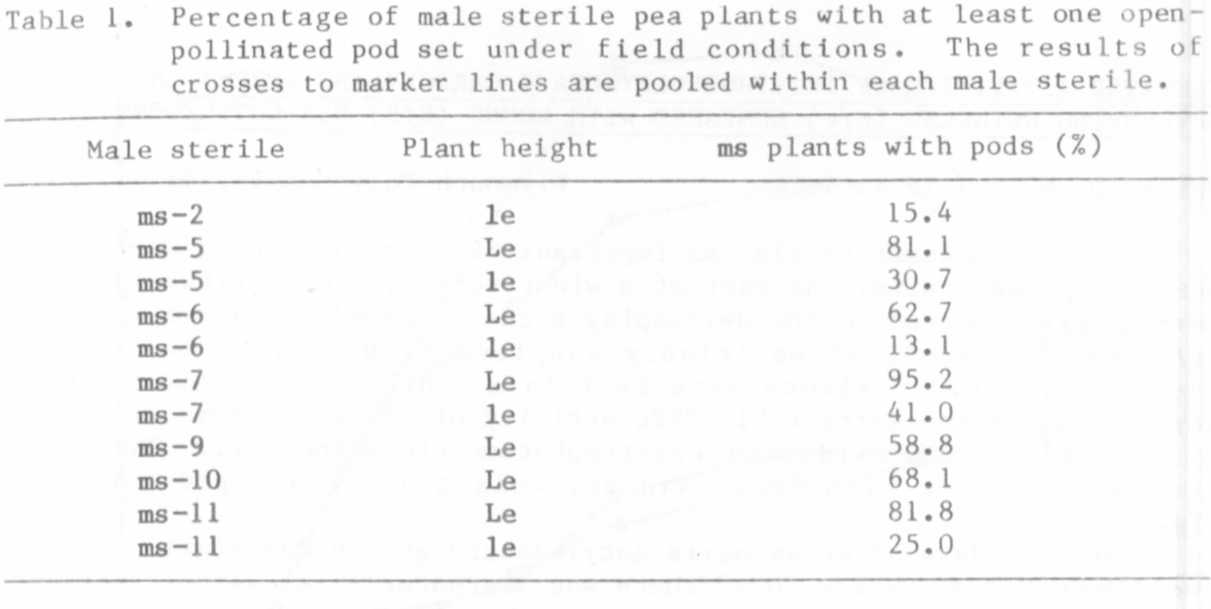 Table 1. Percentage of male sterile pea plants with at least one open-
pollinated pod set under field conditions. The results of
crosses to marker lines are pooled within each male sterile.
Male sterile Plant height ms plants with pods (%)
ms-2 le 15.4
ms-5 Le 81.1
ms-5 le 30.7
ms-6 Le 62.7
ms-6 le 13.1
ms-7 Le 95.2
ms-7 le 41.0
ms-9 Le 58.8
ms-10 Le 68.1
ms-11 Le 81.8
ms-11 le 25.0